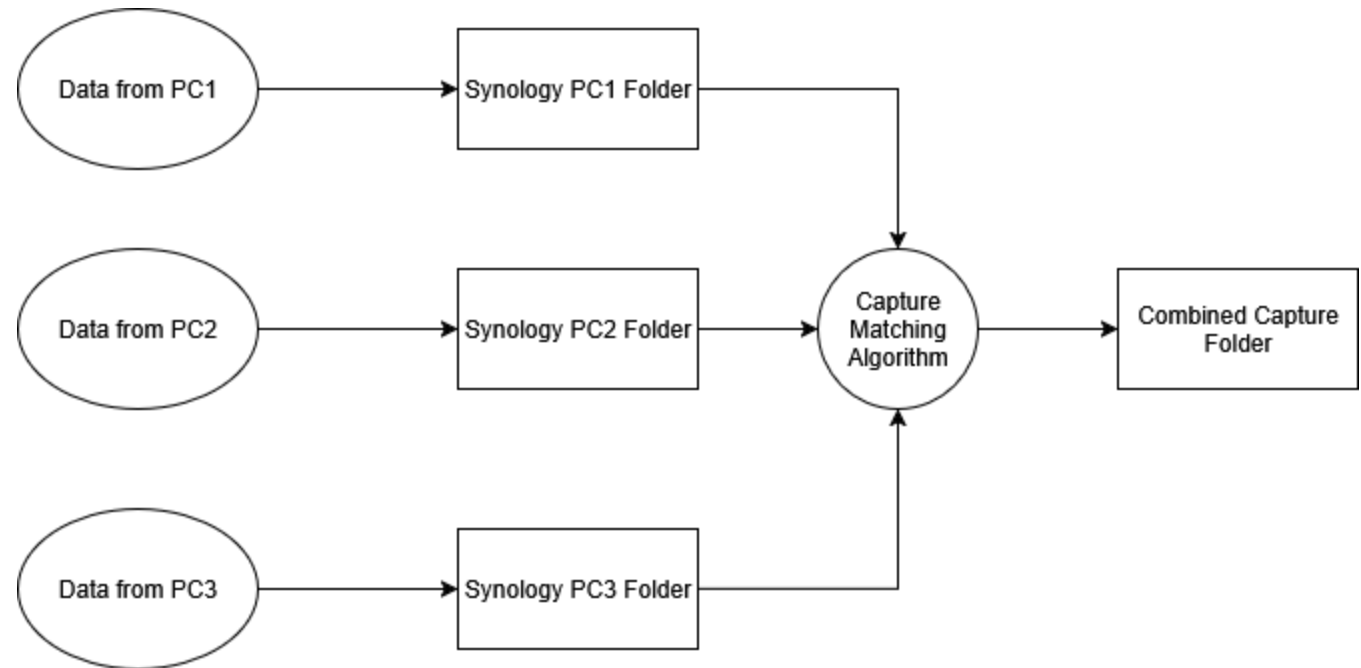 Data from PC1
Synology PC1 Folder
Data from PC2
Synology PC2 Folder
Capture
Matching
Algorithm
Combined Capture
Folder
Data from PC3
Synology PC3 Folder